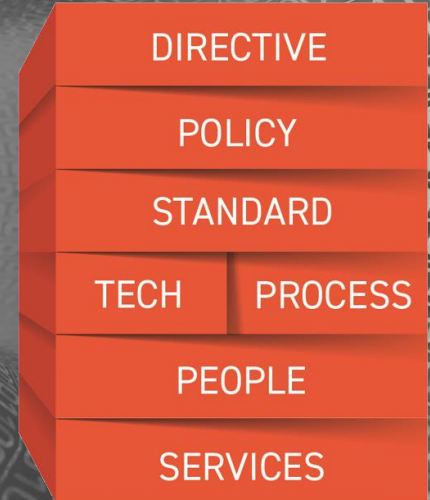 DIRECTIVE
POLICY
STANDARD
TECH PROCESS
PEOPLE
SERVICES